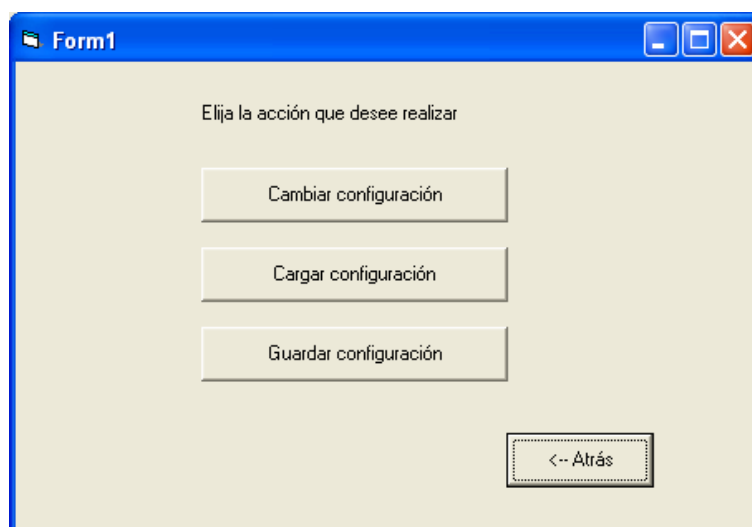 Form1
Elija la acción que desee realizar
Cambiar configuración
Cargar configuración
Guardar configuración
<-- Atrás